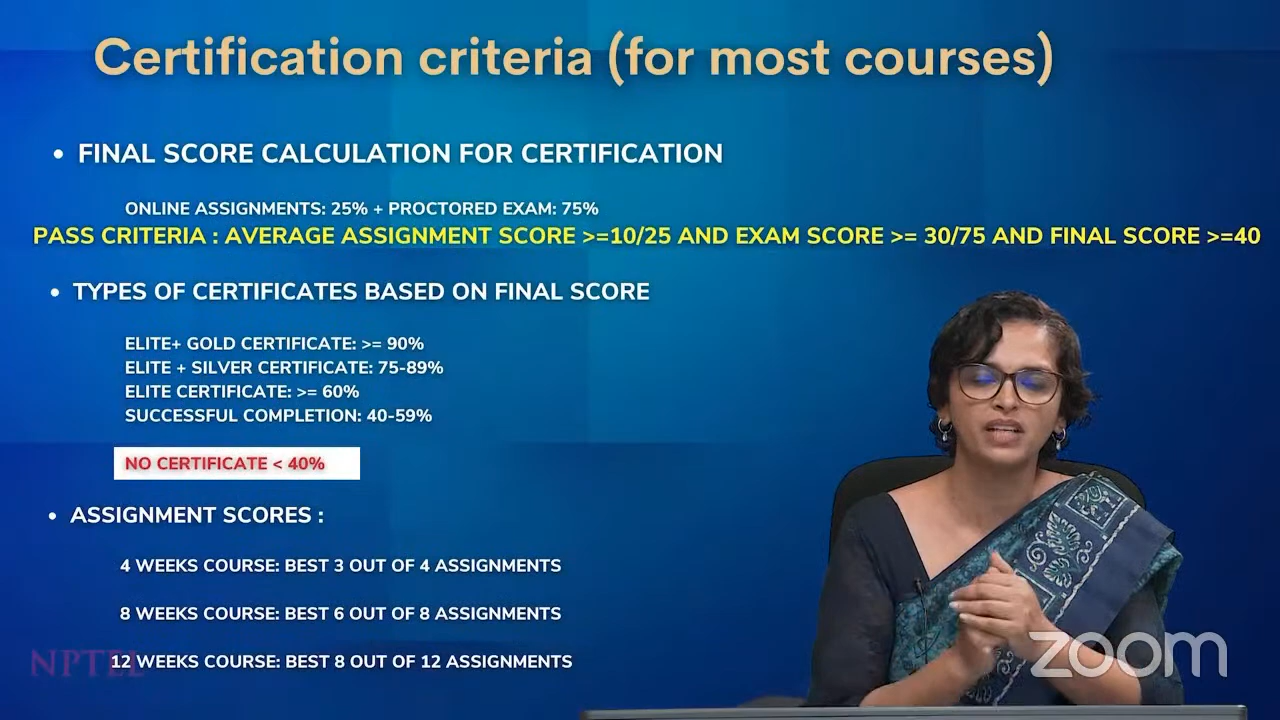 Certification criteria (for most courses)
• FINAL SCORE CALCULATION FOR CERTIFICATION
ONLINE ASSIGNMENTS: 25% + PROCTORED EXAM: 75%
PASS CRITERIA : AVERAGE ASSIGNMENT SCORE >=10/25 AND EXAM SCORE >= 30/75 AND FINAL SCORE >=40
• TYPES OF CERTIFICATES BASED ON FINAL SCORE
ELITE+ GOLD CERTIFICATE: >= 90%
ELITE + SILVER CERTIFICATE: 75-89%
ELITE CERTIFICATE: >= 60%
SUCCESSFUL COMPLETION: 40-59%
NO CERTIFICATE < 40%
• ASSIGNMENT SCORES :
4 WEEKS COURSE: BEST 3 OUT OF 4 ASSIGNMENTS
8 WEEKS COURSE: BEST 6 OUT OF 8 ASSIGNMENTS
12 WEEKS COURSE: BEST 8 OUT OF 12 ASSIGNMENTS
NPTEL
zoom